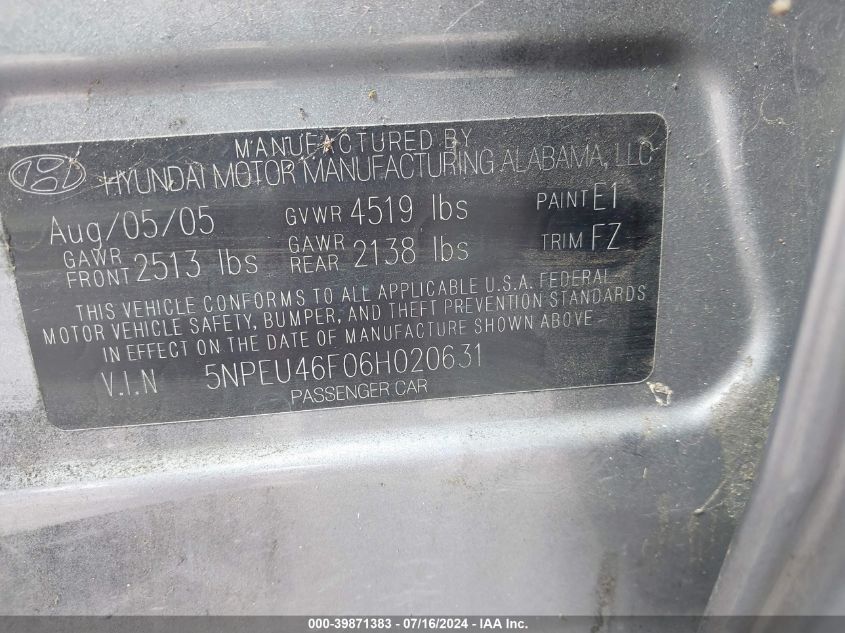 MANUFACTURED BY
HYUNDAI MOTOR MANUFACTURING ALABAMA, LLC
Aug/05/05 GVWR 4519 lbs PAINT E1
GAWR FRONT 2513 lbs GAWR REAR 2138 lbs TRIM FZ
THIS VEHICLE CONFORMS TO ALL APPLICABLE U.S.A. FEDERAL
MOTOR VEHICLE SAFETY, BUMPER, AND THEFT PREVENTION STANDARDS
IN EFFECT ON THE DATE OF MANUFACTURE SHOWN ABOVE
V.I.N 5NPEU46F06H020631
PASSENGER CAR
000-39871383 - 07/16/2024 - IAA Inc.